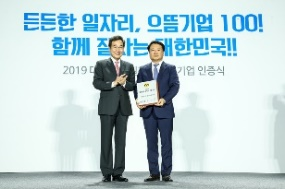 든든한 일자리, 으뜸기업 100!
함께 잘사는 대한민국!!
2019 대 기업 인증식